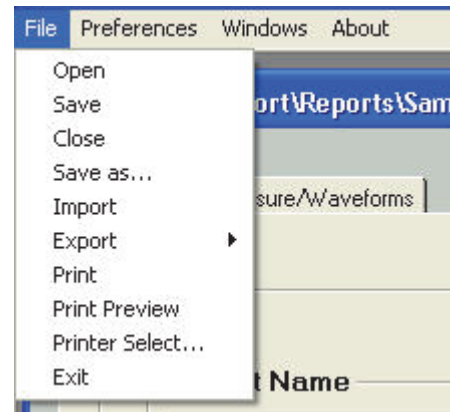 File Preferences Windows About
Open
ort\Reports\Sam
Save
Close
Save as...
Import
sure/Waveforms
Export
Print
Print Preview
Printer Select...
Exit
t Name